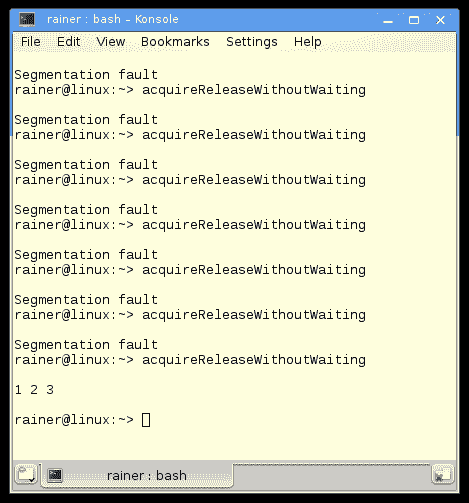 rainer : bash – Konsole
File Edit View Bookmarks Settings Help
Segmentation fault
rainer@linux:~> acquireReleaseWithoutWaiting
Segmentation fault
rainer@linux:~> acquireReleaseWithoutWaiting
Segmentation fault
rainer@linux:~> acquireReleaseWithoutWaiting
Segmentation fault
rainer@linux:~> acquireReleaseWithoutWaiting
Segmentation fault
rainer@linux:~> acquireReleaseWithoutWaiting
Segmentation fault
rainer@linux:~> acquireReleaseWithoutWaiting
Segmentation fault
rainer@linux:~> acquireReleaseWithoutWaiting
1 2 3
rainer@linux:~>
rainer : bash